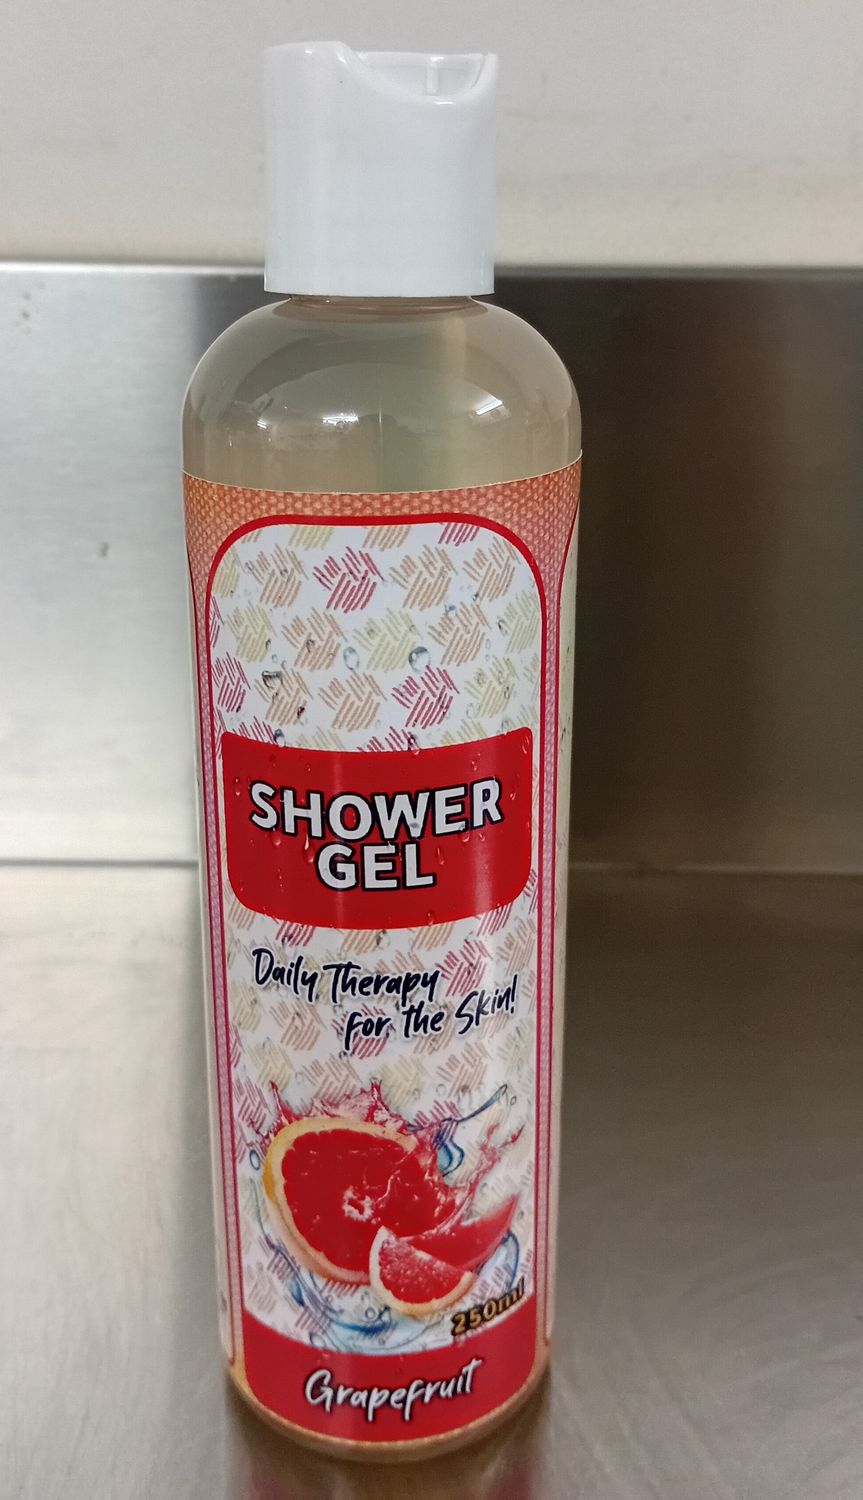 SHOWER
GEL
Daily Therapy
for the Skin!
250ml
Grapefruit